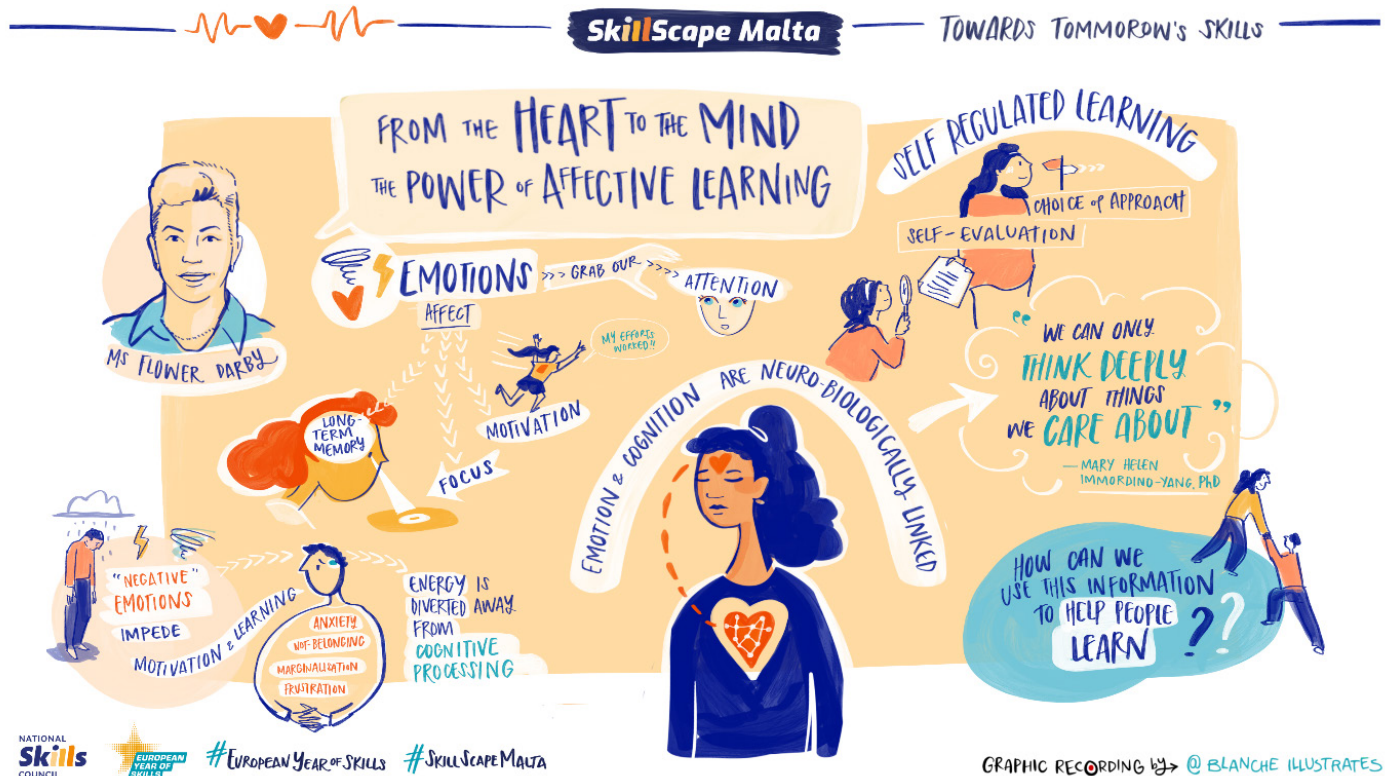 SkillScape Malta
TOWARDS TOMMOROW'S SKILLS
FROM THE HEART TO THE MIND
THE POWER OF AFFECTIVE LEARNING
MS FLOWER DARBY
EMOTIONS >>> GRAB OUR >>>> ATTENTION
AFFECT
MY EFFORTS
WORKED!!
MOTIVATION
LONG-
TERM
MEMORY
FOCUS
SELF REGULATED LEARNING
CHOICE of APPROACH
SELF-EVALUATION
EMOTION & COGNITION ARE NEURO-BIOLOGICALLY LINKED
"WE CAN ONLY
THINK DEEPLY
ABOUT THINGS
WE CARE ABOUT"
— MARY HELEN
IMMORDINO-YANG, PhD
"NEGATIVE"
EMOTIONS
IMPEDE
MOTIVATION & LEARNING
ANXIETY
NOT-BELONGING
MARGINALIZATION
FRUSTRATION
ENERGY IS
DIVERTED AWAY
FROM
COGNITIVE
PROCESSING
HOW CAN WE
USE THIS INFORMATION
TO HELP PEOPLE
LEARN ??
NATIONAL
Skills
COUNCIL
EUROPEAN
YEAR OF
SKILLS
#EUROPEAN YEAR OF SKILLS
#SKILLSCAPE MALTA
GRAPHIC RECORDING by → @ BLANCHE ILLUSTRATES